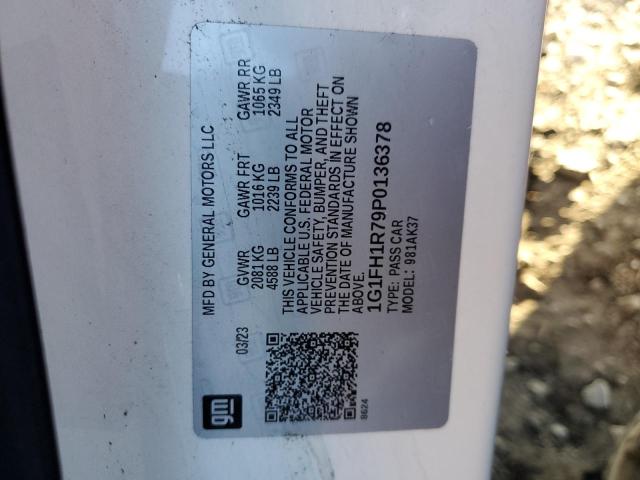 gm
MFD BY GENERAL MOTORS LLC
03/23
GVWR GAWR FRT GAWR RR
2081 KG 1016 KG 1065 KG
4588 LB 2239 LB 2349 LB
THIS VEHICLE CONFORMS TO ALL
APPLICABLE U.S. FEDERAL MOTOR
VEHICLE SAFETY, BUMPER, AND THEFT
PREVENTION STANDARDS IN EFFECT ON
THE DATE OF MANUFACTURE SHOWN
ABOVE.
1G1FH1R79P0136378
TYPE: PASS CAR
MODEL: 981AK37
8624